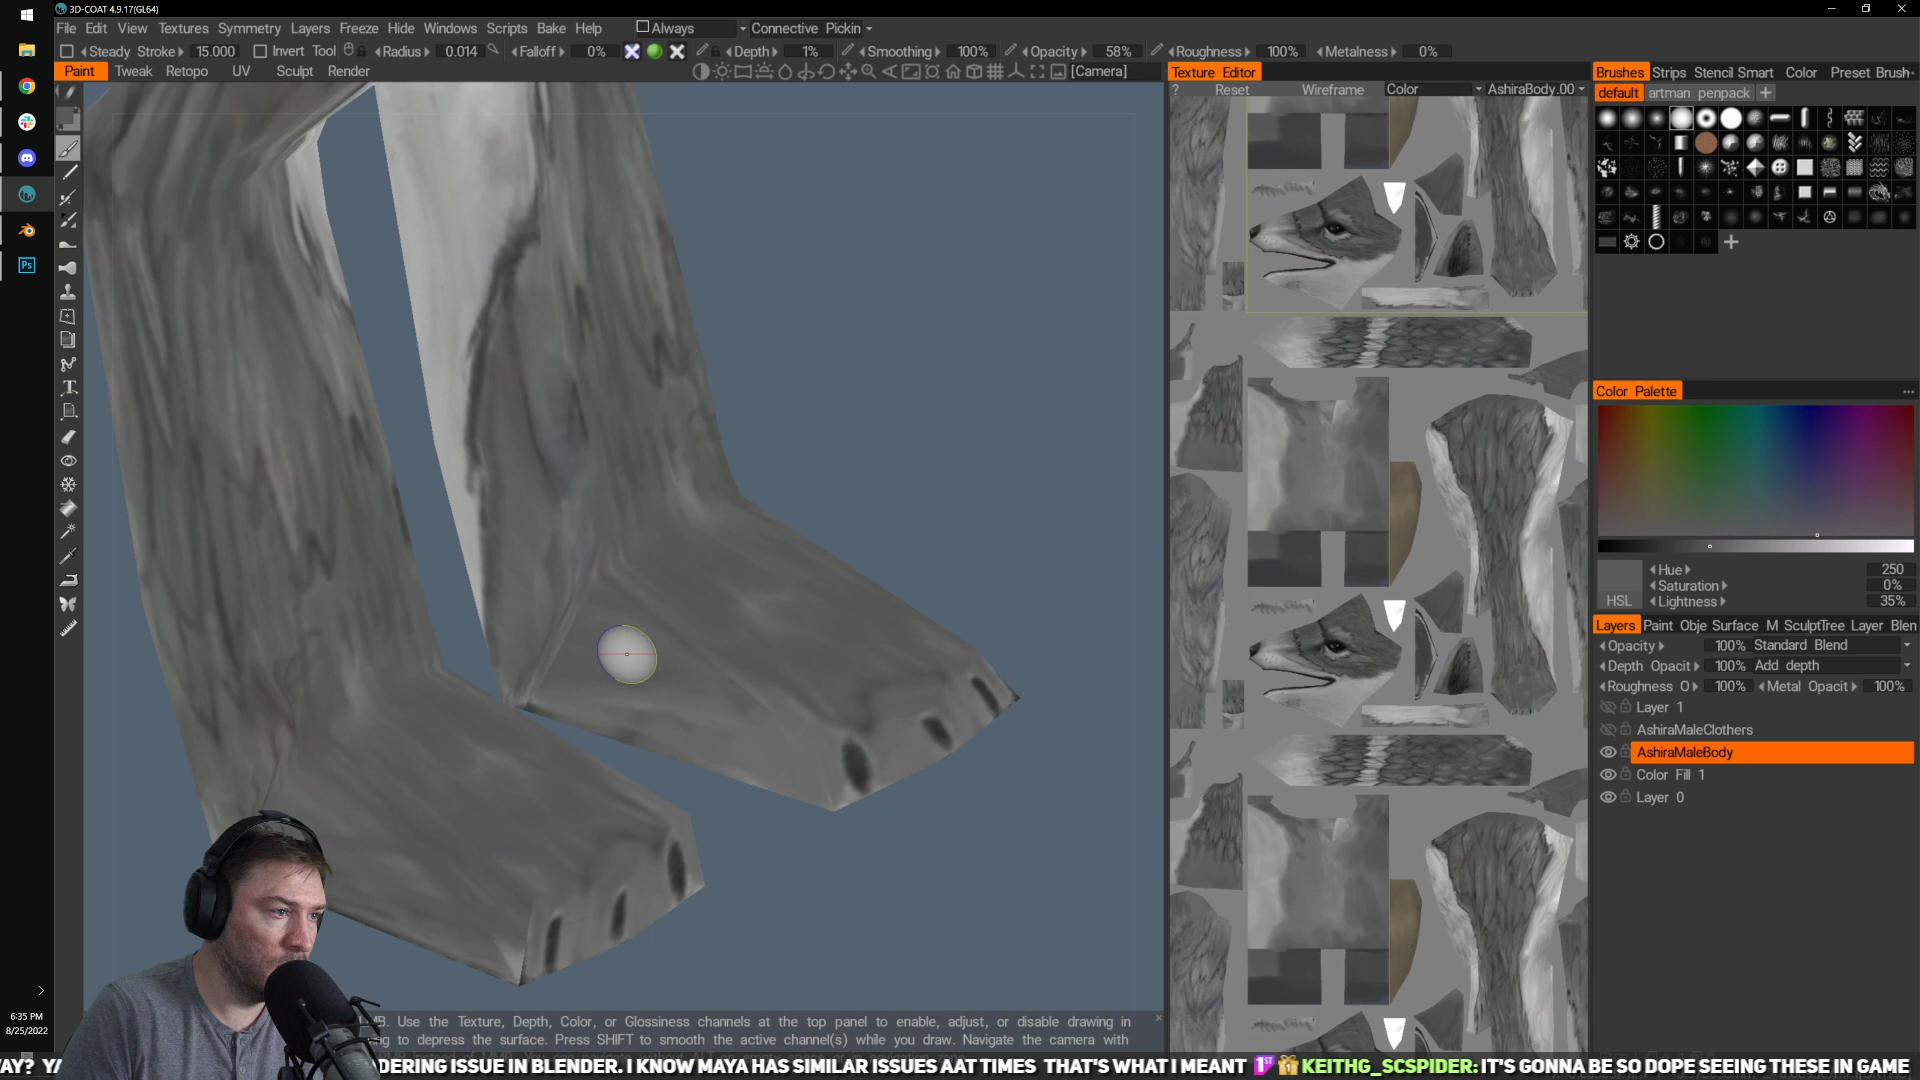 3D-COAT 4.9.17(GL64)
File Edit View Textures Symmetry Layers Freeze Hide Windows Scripts Bake Help Always Connective Pickin
Steady Stroke 15.000 Invert Tool Radius 0.014 Falloff 0% Depth 1% Smoothing 100% Opacity 58% Roughness 100% Metalness 0%
Paint Tweak Retopo UV Sculpt Render [Camera]
Texture Editor
? Reset Wireframe Color AshiraBody.00
Brushes Strips Stencil Smart Color Preset Brush
default artman penpack +
Color Palette
Hue 250
Saturation 0%
HSL Lightness 35%
Layers Paint Obje Surface M SculptTree Layer Blen
Opacity 100% Standard Blend
Depth Opacit 100% Add depth
Roughness O 100% Metal Opacit 100%
Layer 1
AshiraMaleClothers
AshiraMaleBody
Color Fill 1
Layer 0
Ps
6:35 PM
8/25/2022
MB. Use the Texture, Depth, Color, or Glossiness channels at the top panel to enable, adjust, or disable drawing in
ng to depress the surface. Press SHIFT to smooth the active channel(s) while you draw. Navigate the camera with
AY? YA
DERING ISSUE IN BLENDER. I KNOW MAYA HAS SIMILAR ISSUES AAT TIMES THAT'S WHAT I MEANT 1ST KEITHG_SCSPIDER: IT'S GONNA BE SO DOPE SEEING THESE IN GAME